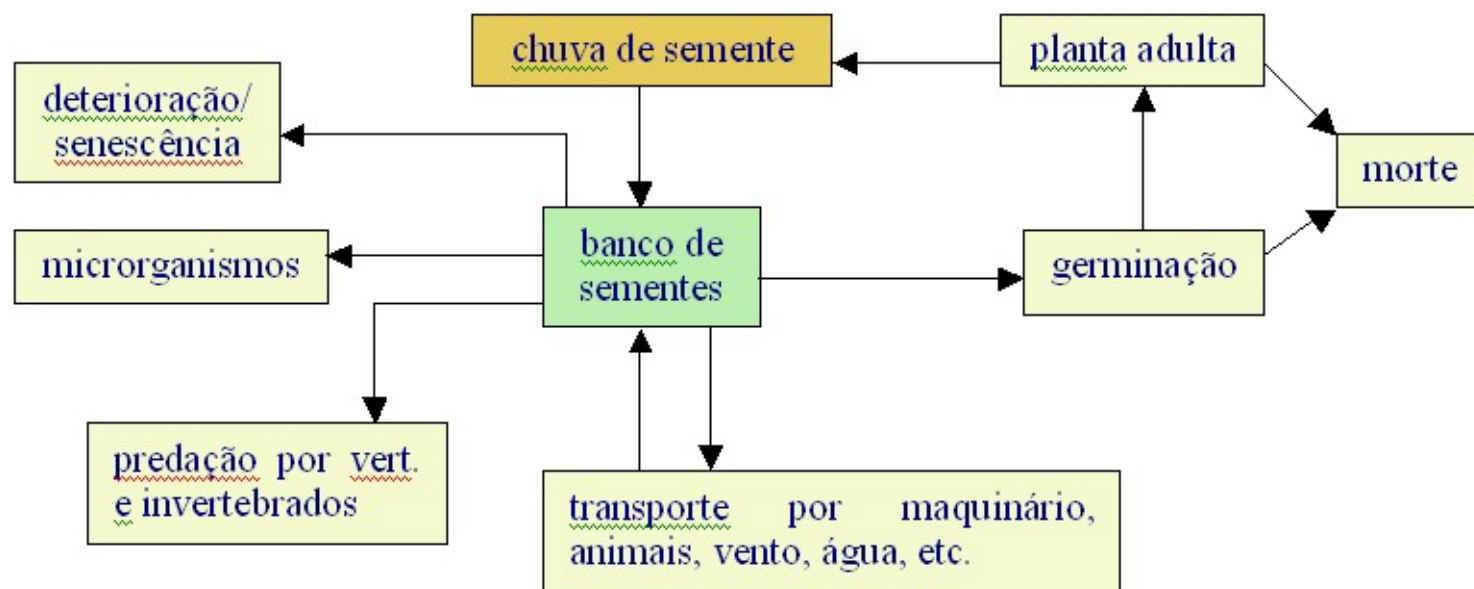 chuva de semente
planta adulta
deterioração/
senescência
morte
banco de
sementes
microrganismos
germinação
predação por vert.
e invertebrados
transporte por maquinário,
animais, vento, água, etc.